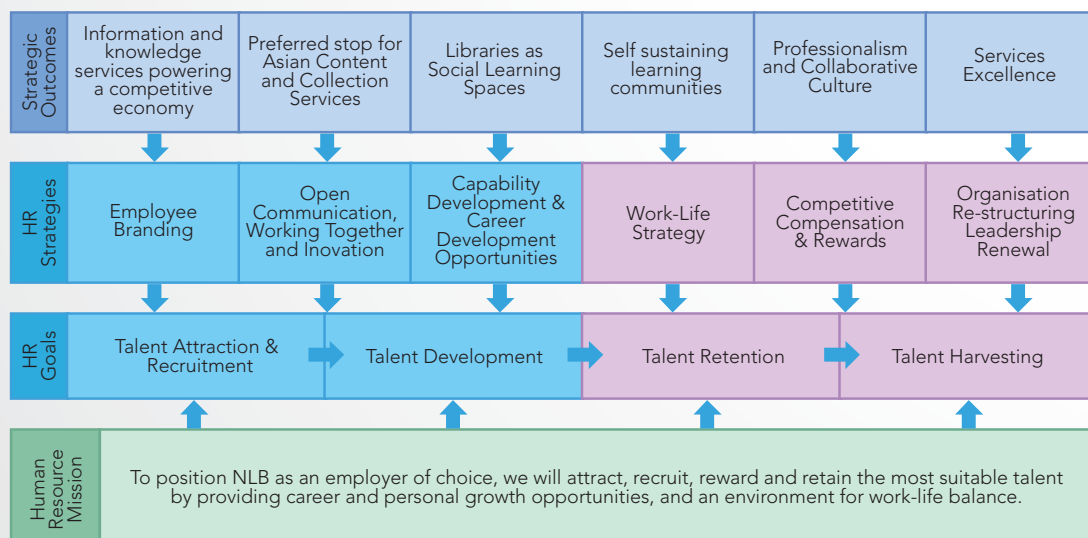 Strategic
Outcomes
Information and
knowledge
services powering
a competitive
economy
Preferred stop for
Asian Content
and Collection
Services
Libraries as
Social Learning
Spaces
Self sustaining
learning
communities
Professionalism
and Collaborative
Culture
Services
Excellence
HR
Strategies
Employee
Branding
Open
Communication,
Working Together
and Inovation
Capability
Development &
Career
Development
Opportunities
Work-Life
Strategy
Competitive
Compensation
& Rewards
Organisation
Re-structuring
Leadership
Renewal
HR
Goals
Talent Attraction &
Recruitment
Talent Development
Talent Retention
Talent Harvesting
Human
Resource
Mission
To position NLB as an employer of choice, we will attract, recruit, reward and retain the most suitable talent
by providing career and personal growth opportunities, and an environment for work-life balance.